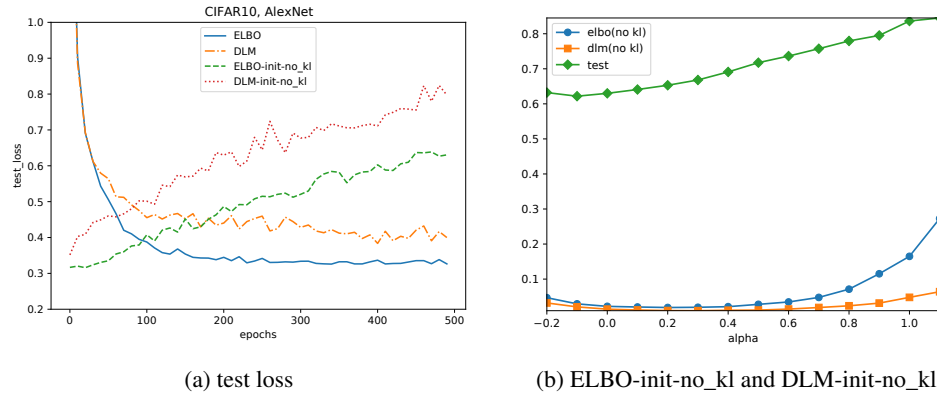 CIFAR10, AlexNet
1.0
0.9
0.8
0.7
0.6
0.5
0.4
0.3
0.2
test_loss
ELBO
DLM
ELBO-init-no_kl
DLM-init-no_kl
0 100 200 300 400 500
epochs
(a) test loss
0.8
0.7
0.6
0.5
0.4
0.3
0.2
0.1
elbo(no kl)
dlm(no kl)
test
−0.2 0.0 0.2 0.4 0.6 0.8 1.0
alpha
(b) ELBO-init-no_kl and DLM-init-no_kl